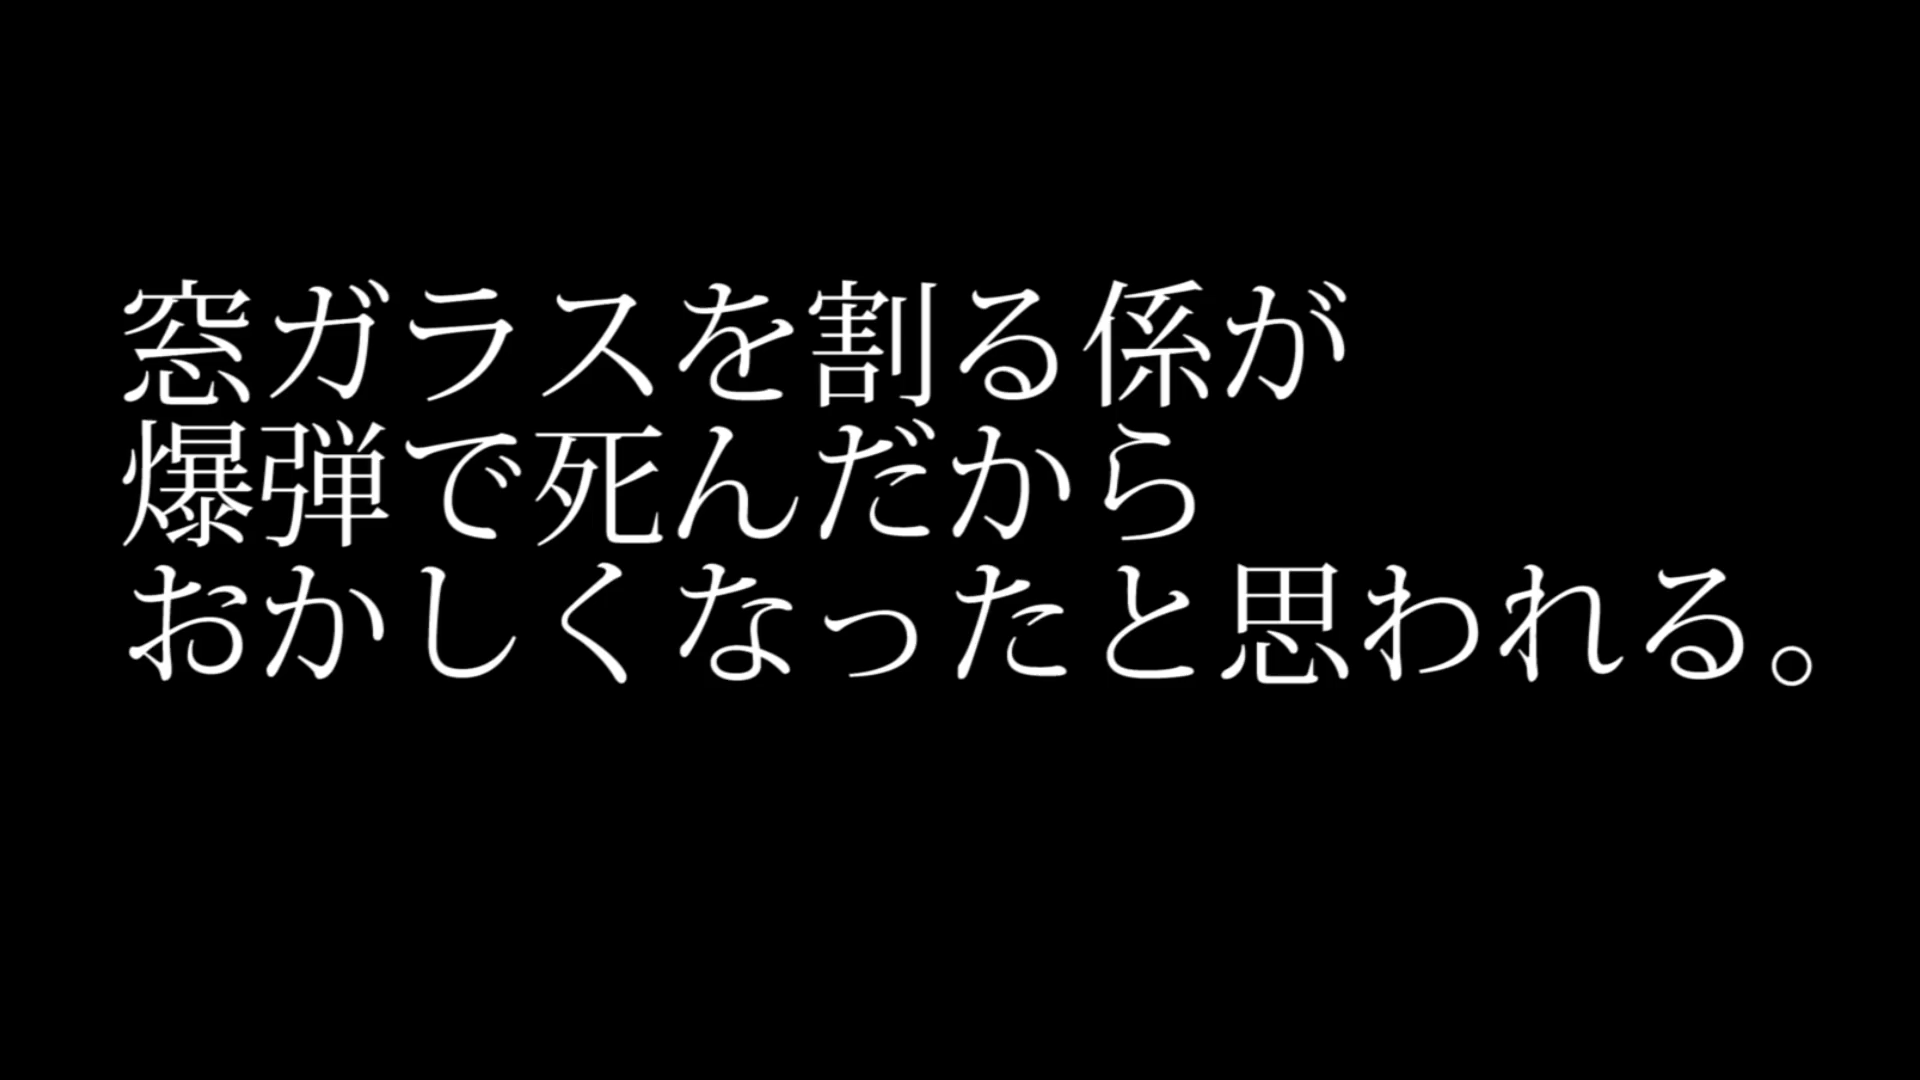 窓ガラスを割る係が
爆弾で死んだから
おかしくなったと思われる。